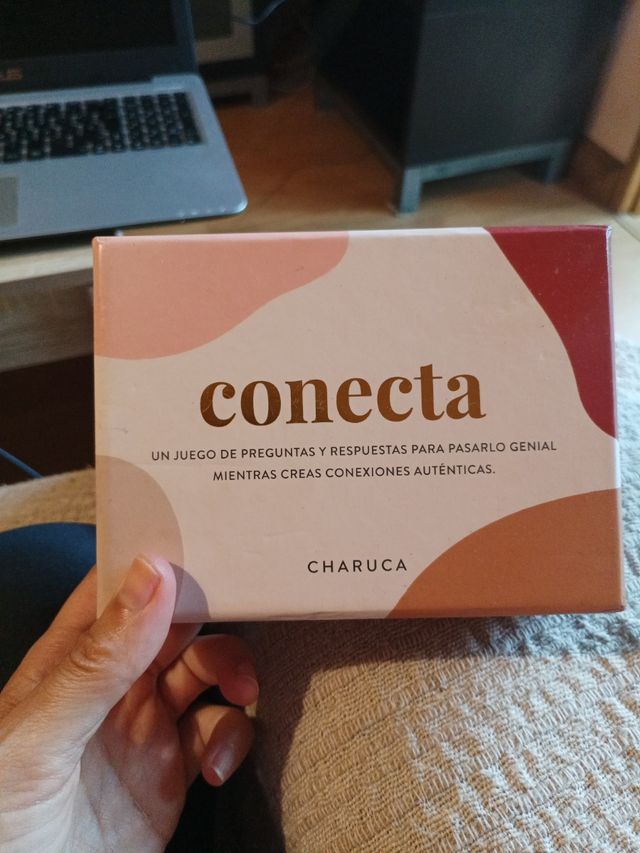 conecta
UN JUEGO DE PREGUNTAS Y RESPUESTAS PARA PASARLO GENIAL
MIENTRAS CREAS CONEXIONES AUTÉNTICAS.
CHARUCA